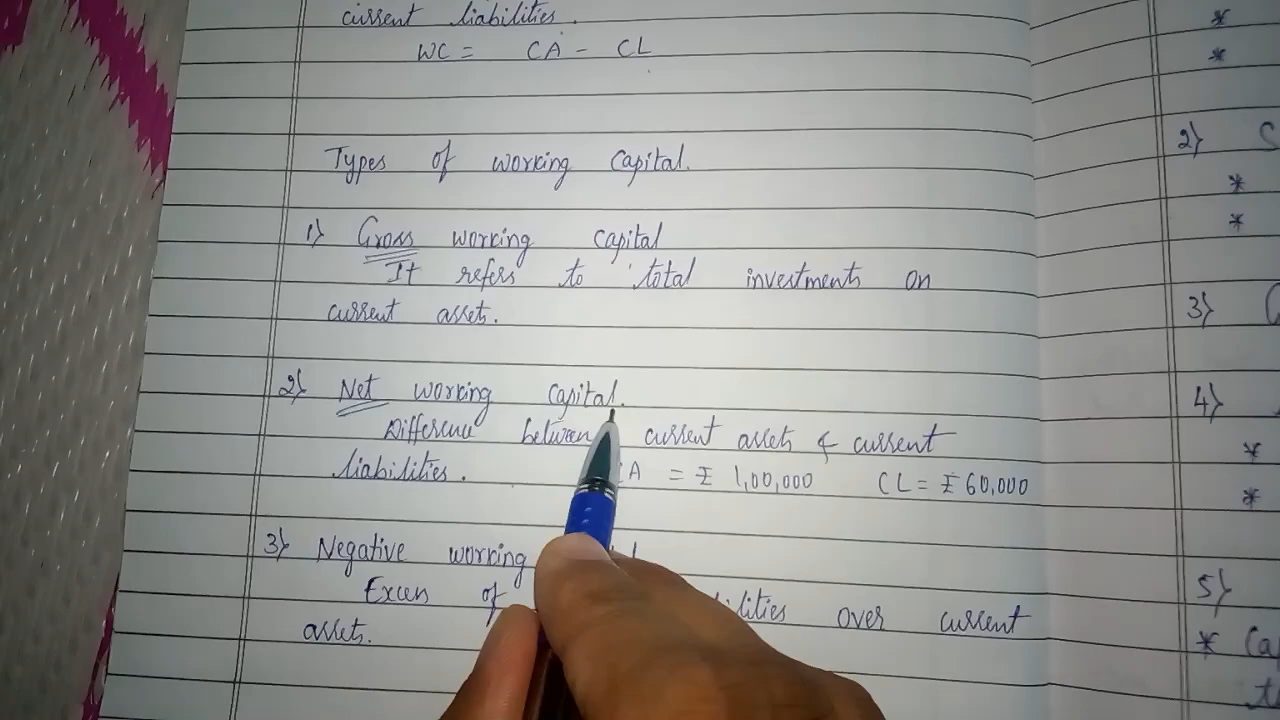 current liabilities.
WC = CA - CL
Types of working capital.
1) Gross working capital
It refers to total investments on
current assets.
2) Net working capital.
Difference between current assets & current
liabilities. A = ₹ 1,00,000 CL = ₹ 60,000
3) Negative working
Excess of over current
assets.
*
*
2)
*
*
3)
4)
*
*
5)
*